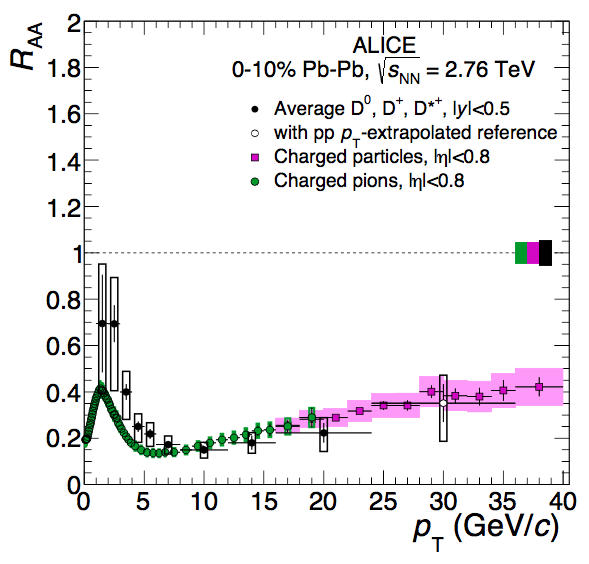 R_AA
2
1.8
1.6
1.4
1.2
1
0.8
0.6
0.4
0.2
0
ALICE
0-10% Pb-Pb, √s_NN = 2.76 TeV
Average D⁰, D⁺, D*⁺, |y|<0.5
with pp p_T-extrapolated reference
Charged particles, |η|<0.8
Charged pions, |η|<0.8
0 5 10 15 20 25 30 35 40
p_T (GeV/c)